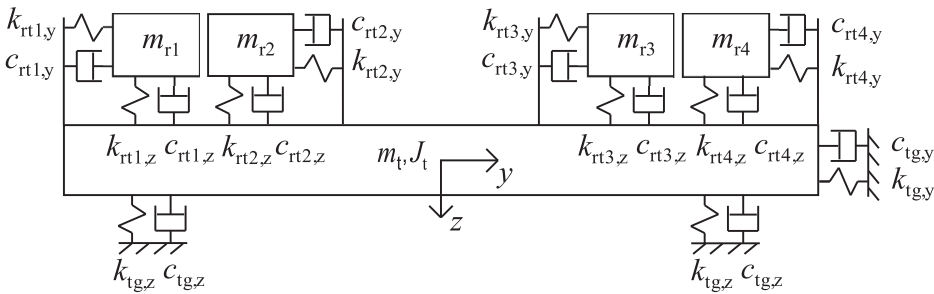 k_rt1,y m_r1 m_r2 c_rt2,y k_rt3,y m_r3 m_r4 c_rt4,y
c_rt1,y k_rt2,y c_rt3,y k_rt4,y
k_rt1,z c_rt1,z k_rt2,z c_rt2,z m_t,J_t k_rt3,z c_rt3,z k_rt4,z c_rt4,z c_tg,y
y k_tg,y
z
k_tg,z c_tg,z k_tg,z c_tg,z